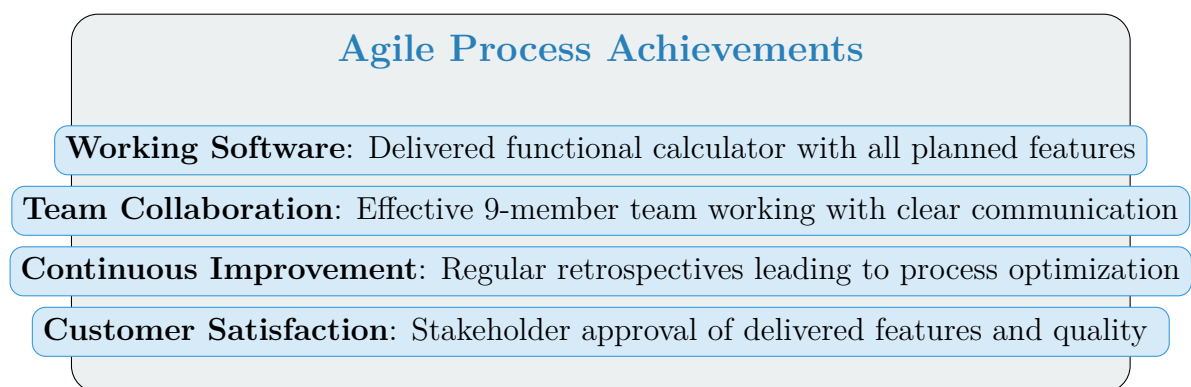 Agile Process Achievements
Working Software: Delivered functional calculator with all planned features
Team Collaboration: Effective 9-member team working with clear communication
Continuous Improvement: Regular retrospectives leading to process optimization
Customer Satisfaction: Stakeholder approval of delivered features and quality